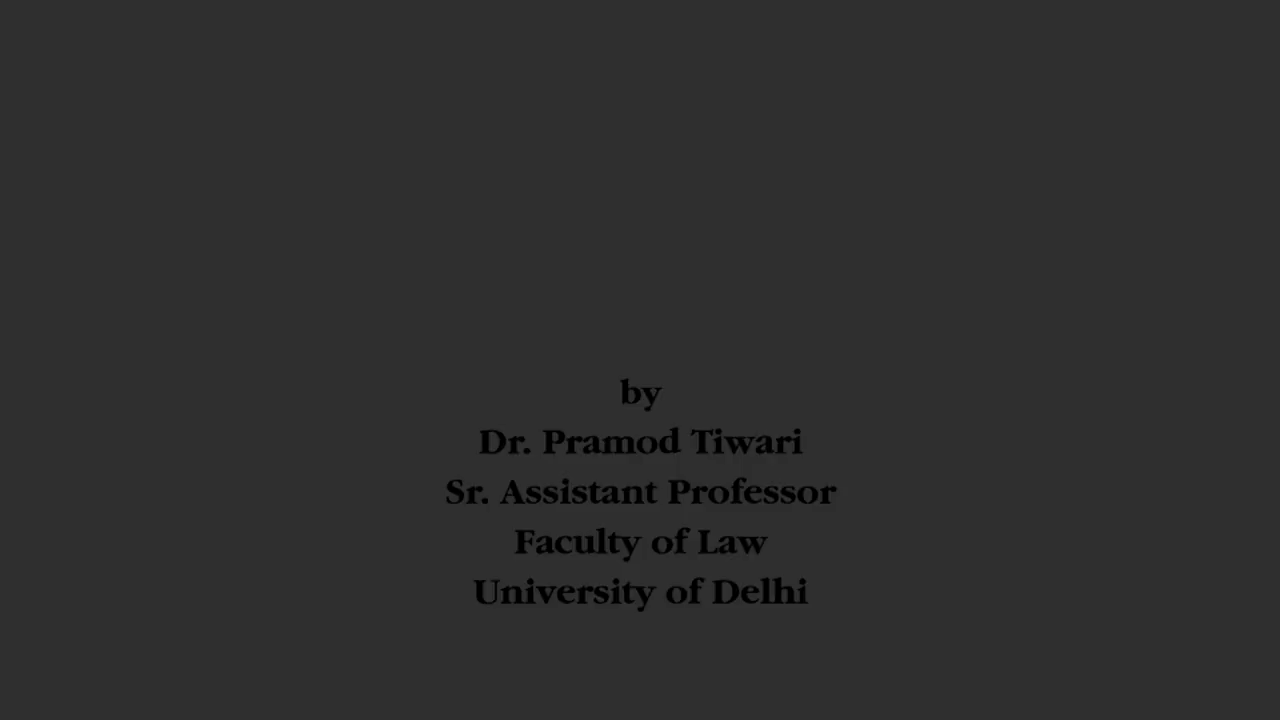 by
Dr. Pramod Tiwari
Sr. Assistant Professor
Faculty of Law
University of Delhi